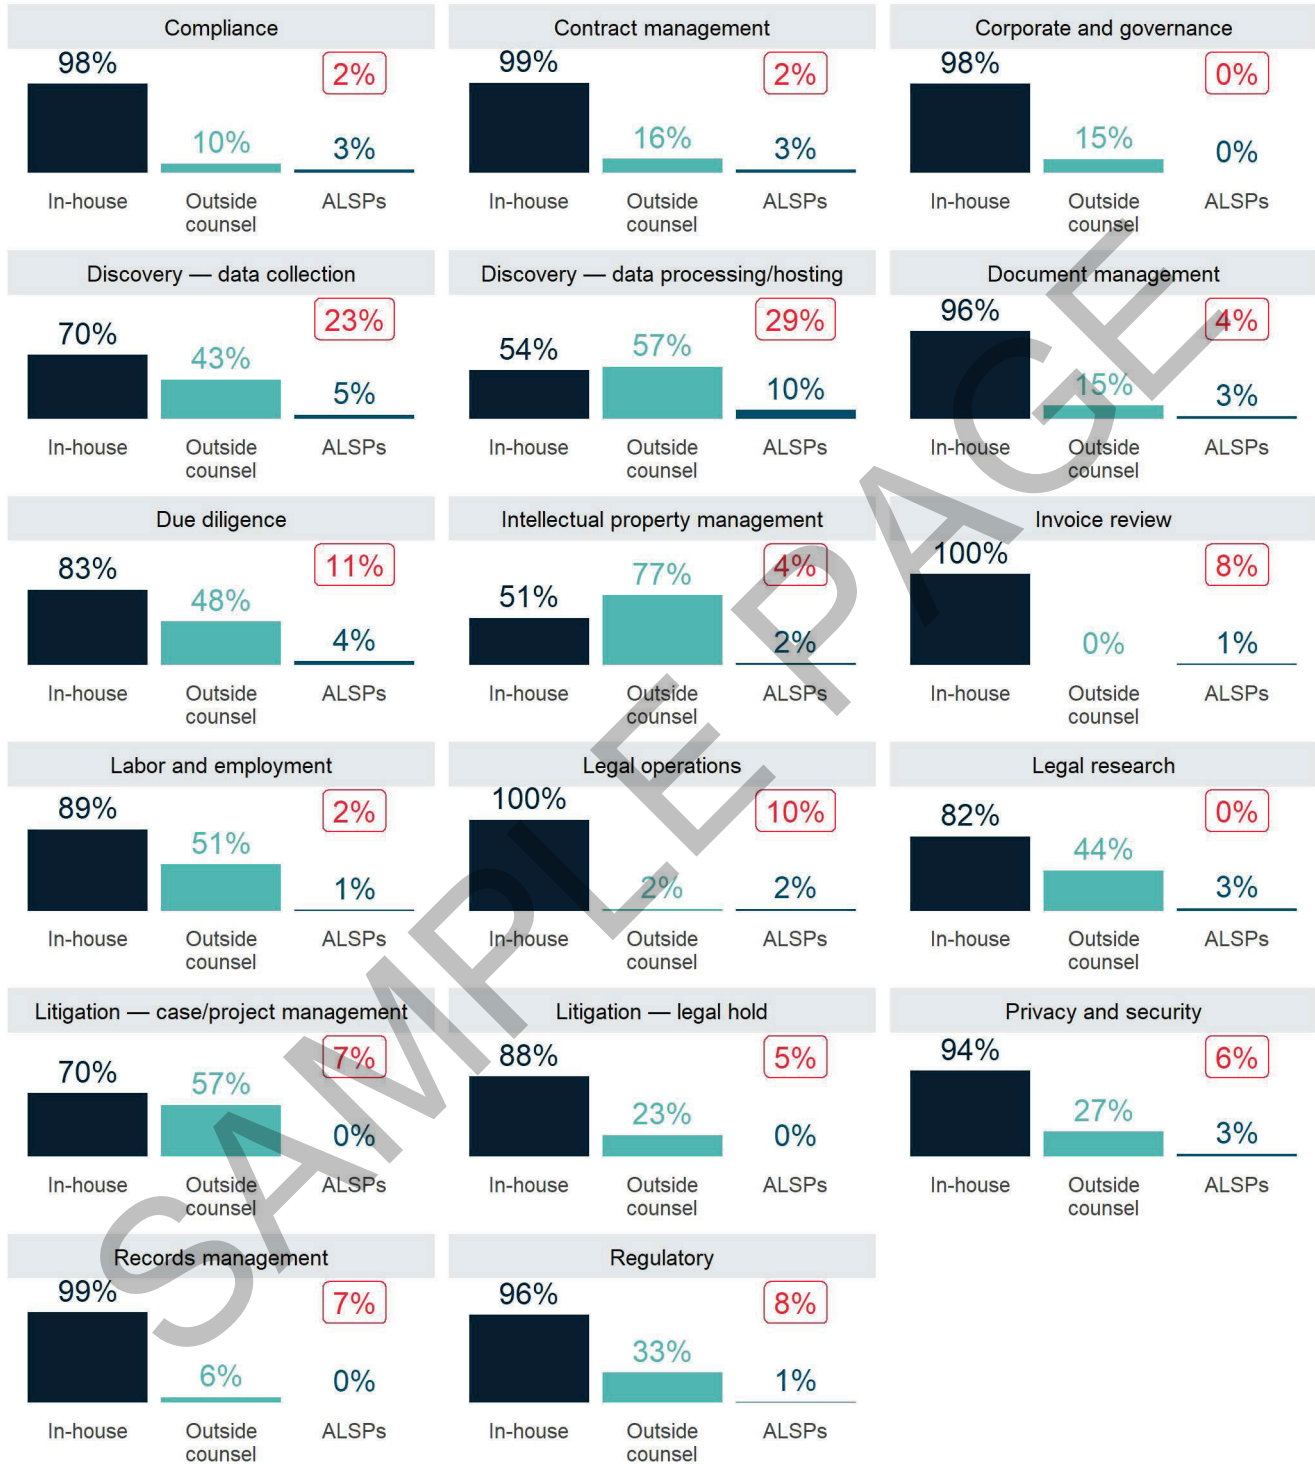 Compliance
98%
2%
10%
3%
In-house
Outside
counsel
ALSPs
Contract management
99%
2%
16%
3%
In-house
Outside
counsel
ALSPs
Corporate and governance
98%
0%
15%
0%
In-house
Outside
counsel
ALSPs
Discovery — data collection
70%
23%
43%
5%
In-house
Outside
counsel
ALSPs
Discovery — data processing/hosting
54%
29%
57%
10%
In-house
Outside
counsel
ALSPs
Document management
96%
4%
15%
3%
In-house
Outside
counsel
ALSPs
Due diligence
83%
11%
48%
4%
In-house
Outside
counsel
ALSPs
Intellectual property management
51%
4%
77%
2%
In-house
Outside
counsel
ALSPs
Invoice review
100%
8%
0%
1%
In-house
Outside
counsel
ALSPs
Labor and employment
89%
2%
51%
1%
In-house
Outside
counsel
ALSPs
Legal operations
100%
10%
2%
2%
In-house
Outside
counsel
ALSPs
Legal research
82%
0%
44%
3%
In-house
Outside
counsel
ALSPs
Litigation — case/project management
70%
7%
57%
0%
In-house
Outside
counsel
ALSPs
Litigation — legal hold
88%
5%
23%
0%
In-house
Outside
counsel
ALSPs
Privacy and security
94%
6%
27%
3%
In-house
Outside
counsel
ALSPs
Records management
99%
7%
6%
0%
In-house
Outside
counsel
ALSPs
Regulatory
96%
8%
33%
1%
In-house
Outside
counsel
ALSPs
SAMPLE PAGE